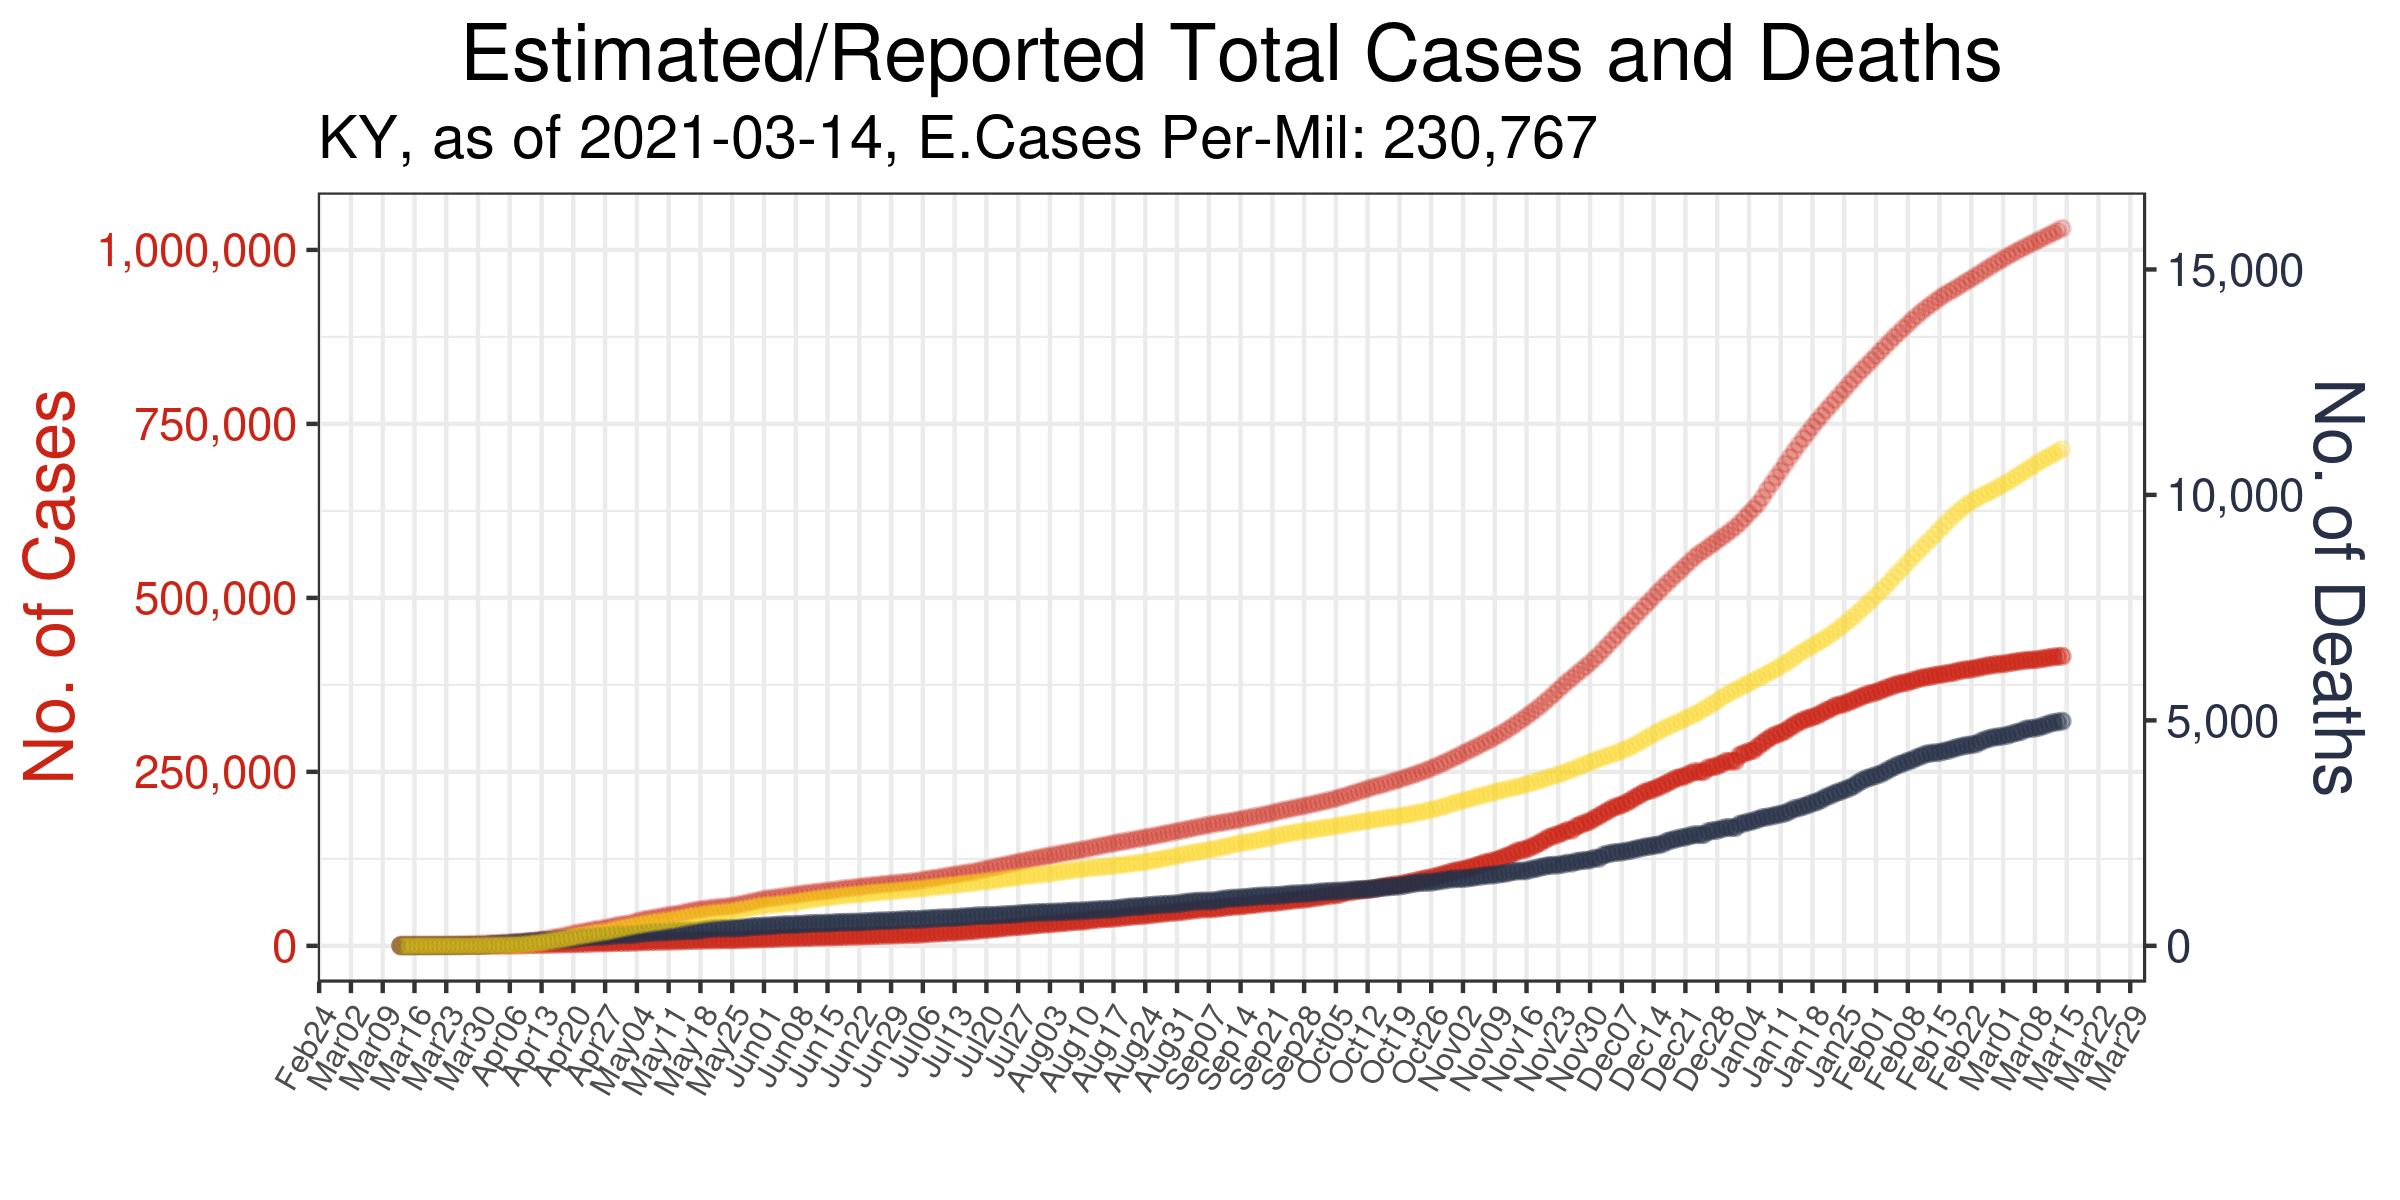 Estimated/Reported Total Cases and Deaths
KY, as of 2021-03-14, E.Cases Per-Mil: 230,767
No. of Cases
1,000,000
750,000
500,000
250,000
0
15,000
10,000
5,000
0
No. of Deaths
Feb24
Mar02
Mar09
Mar16
Mar23
Mar30
Apr06
Apr13
Apr20
Apr27
May04
May11
May18
May25
Jun01
Jun08
Jun15
Jun22
Jun29
Jul06
Jul13
Jul20
Jul27
Aug03
Aug10
Aug17
Aug24
Aug31
Sep07
Sep14
Sep21
Sep28
Oct05
Oct12
Oct19
Oct26
Nov02
Nov09
Nov16
Nov23
Nov30
Dec07
Dec14
Dec21
Dec28
Jan04
Jan11
Jan18
Jan25
Feb01
Feb08
Feb15
Feb22
Mar01
Mar08
Mar15
Mar22
Mar29